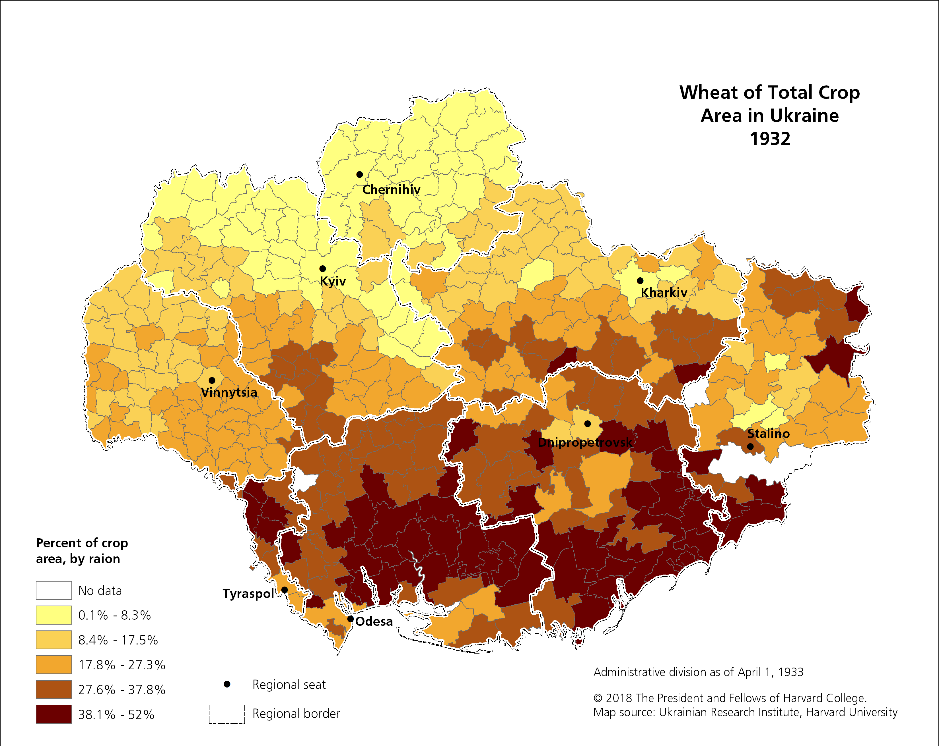 Wheat of Total Crop
Area in Ukraine
1932
Chernihiv
Kyiv
Kharkiv
Vinnytsia
Stalino
Dnipropetrovsk
Tyraspol
Odesa
Percent of crop
area, by raion
No data
0.1% - 8.3%
8.4% - 17.5%
17.8% - 27.3%
27.6% - 37.8%
38.1% - 52%
Regional seat
Regional border
Administrative division as of April 1, 1933
© 2018 The President and Fellows of Harvard College.
Map source: Ukrainian Research Institute, Harvard University